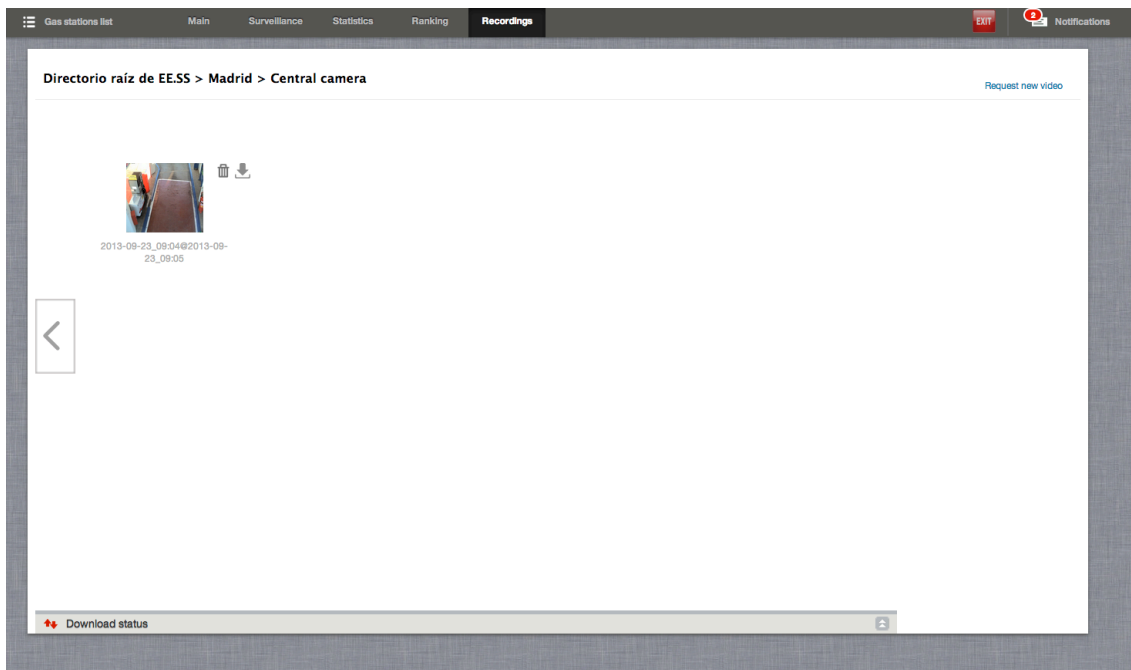 Gas stations list Main Surveillance Statistics Ranking Recordings EXIT 2 Notifications
Directorio raíz de EE.SS > Madrid > Central camera
Request new video
2013-09-23_09:04@2013-09-
23_09:05
Download status